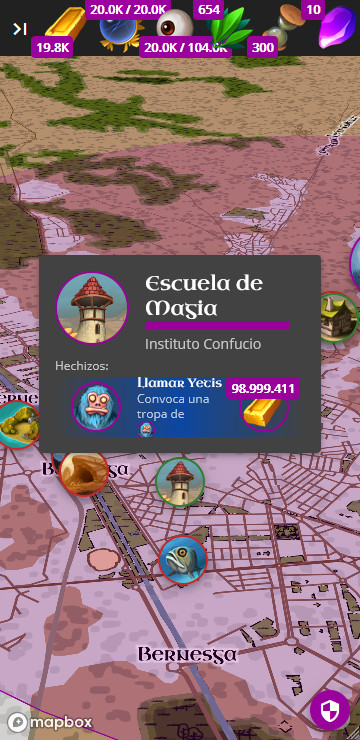 20.0K / 20.0K
654
10
19.8K
20.0K / 104.0K
300
Escuela de
Magia
Instituto Confucio
Hechizos:
Llamar Yetis
98.999.411
Convoca una
tropa de
Bernesga
mapbox